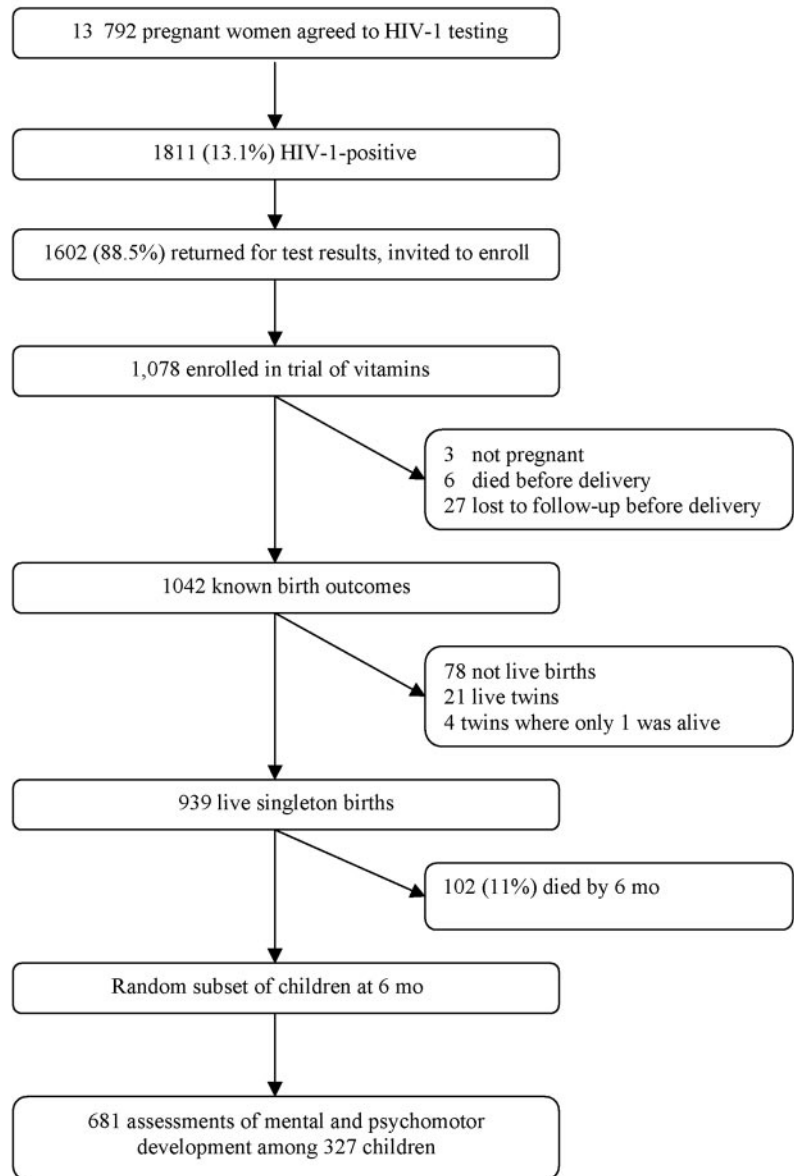 13 792 pregnant women agreed to HIV-1 testing
1811 (13.1%) HIV-1-positive
1602 (88.5%) returned for test results, invited to enroll
1,078 enrolled in trial of vitamins
3 not pregnant
6 died before delivery
27 lost to follow-up before delivery
1042 known birth outcomes
78 not live births
21 live twins
4 twins where only 1 was alive
939 live singleton births
102 (11%) died by 6 mo
Random subset of children at 6 mo
681 assessments of mental and psychomotor
development among 327 children